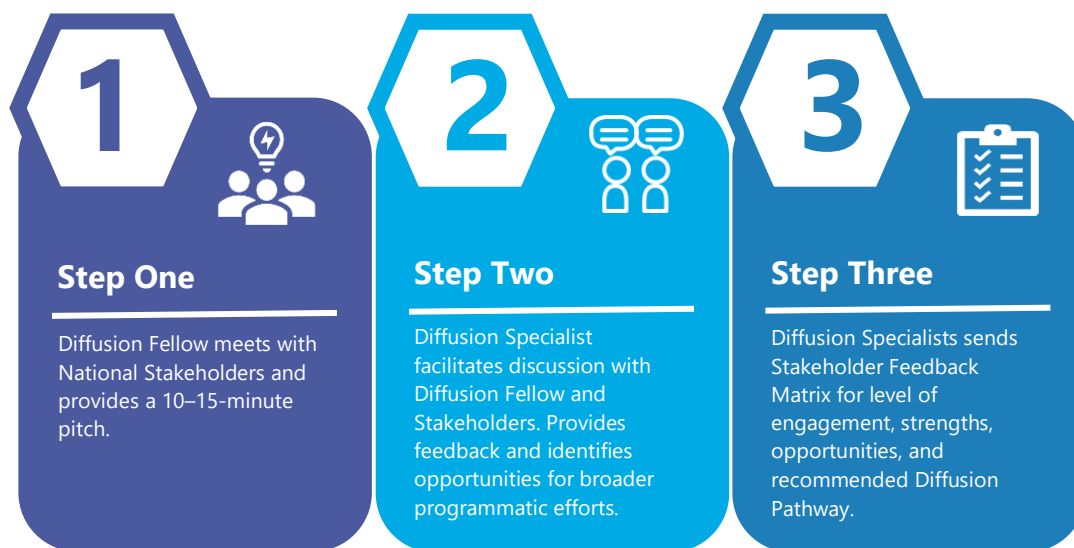 1
Step One
Diffusion Fellow meets with
National Stakeholders and
provides a 10–15-minute
pitch.
2
Step Two
Diffusion Specialist
facilitates discussion with
Diffusion Fellow and
Stakeholders. Provides
feedback and identifies
opportunities for broader
programmatic efforts.
3
Step Three
Diffusion Specialists sends
Stakeholder Feedback
Matrix for level of
engagement, strengths,
opportunities, and
recommended Diffusion
Pathway.